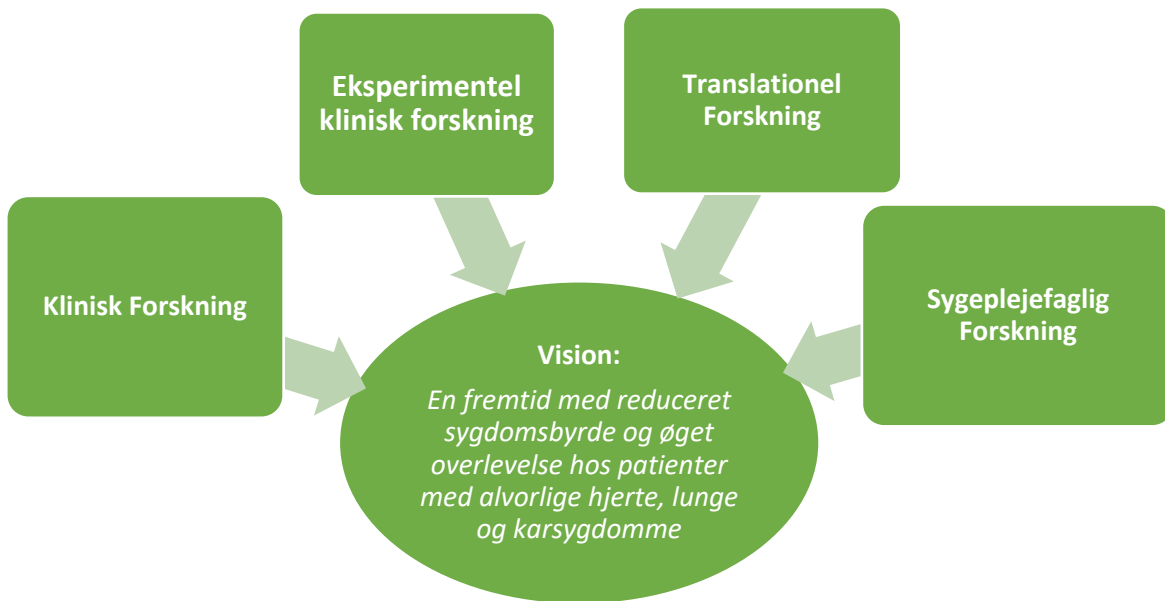 Eksperimentel
klinisk forskning
Translationel
Forskning
Klinisk Forskning
Sygeplejefaglig
Forskning
Vision:
En fremtid med reduceret
sygdomsbyrde og øget
overlevelse hos patienter
med alvorlige hjerte, lunge
og karsygdomme